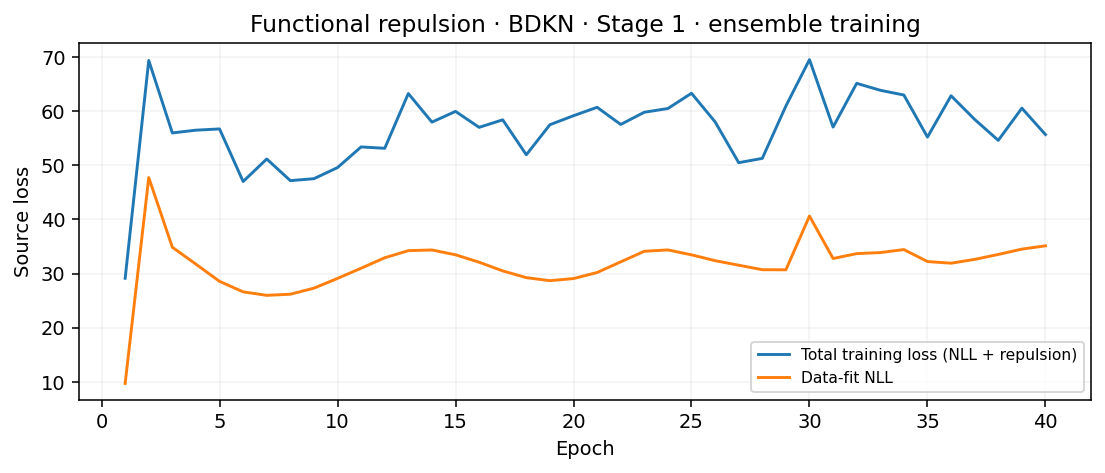 Functional repulsion · BDKN · Stage 1 · ensemble training
Source loss
70
60
50
40
30
20
10
Total training loss (NLL + repulsion)
Data-fit NLL
0 5 10 15 20 25 30 35 40
Epoch